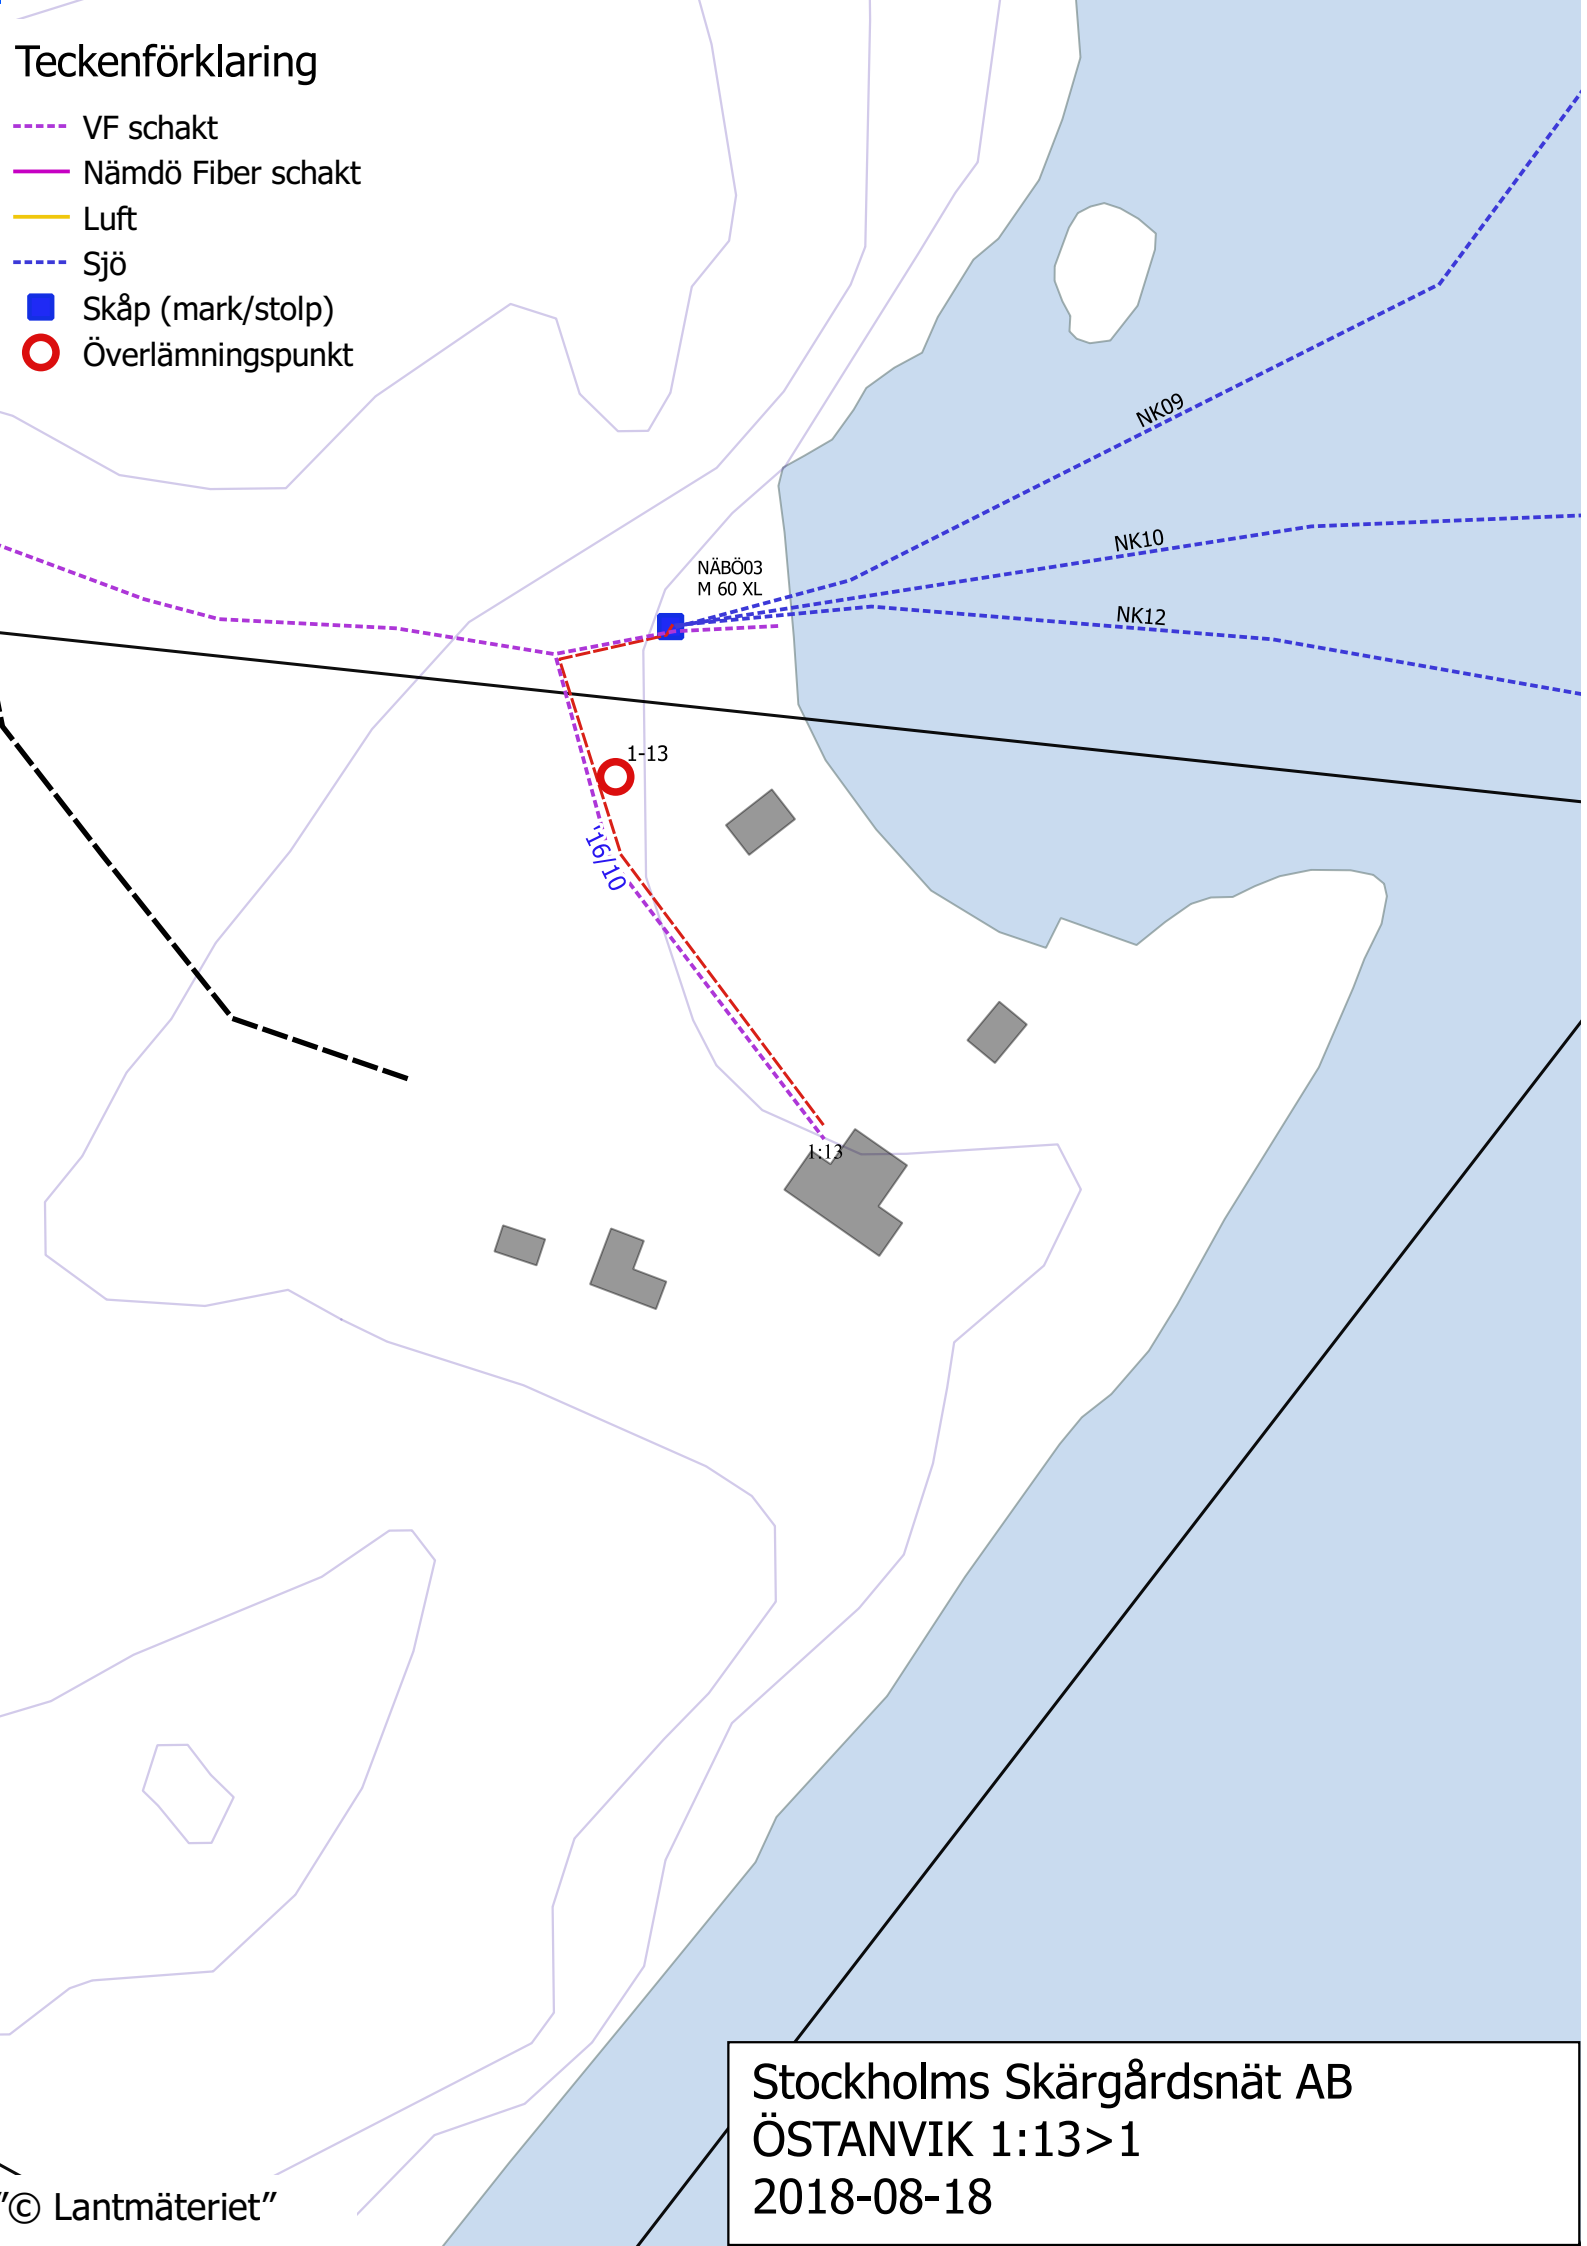 Teckenförklaring
VF schakt
Nämdö Fiber schakt
Luft
Sjö
Skåp (mark/stolp)
Överlämningspunkt
NK09
NK10
NÄBÖ03
M 60 XL
NK12
1-13
'16/10
1:13
Stockholms Skärgårdsnät AB
ÖSTANVIK 1:13>1
2018-08-18
"© Lantmäteriet"